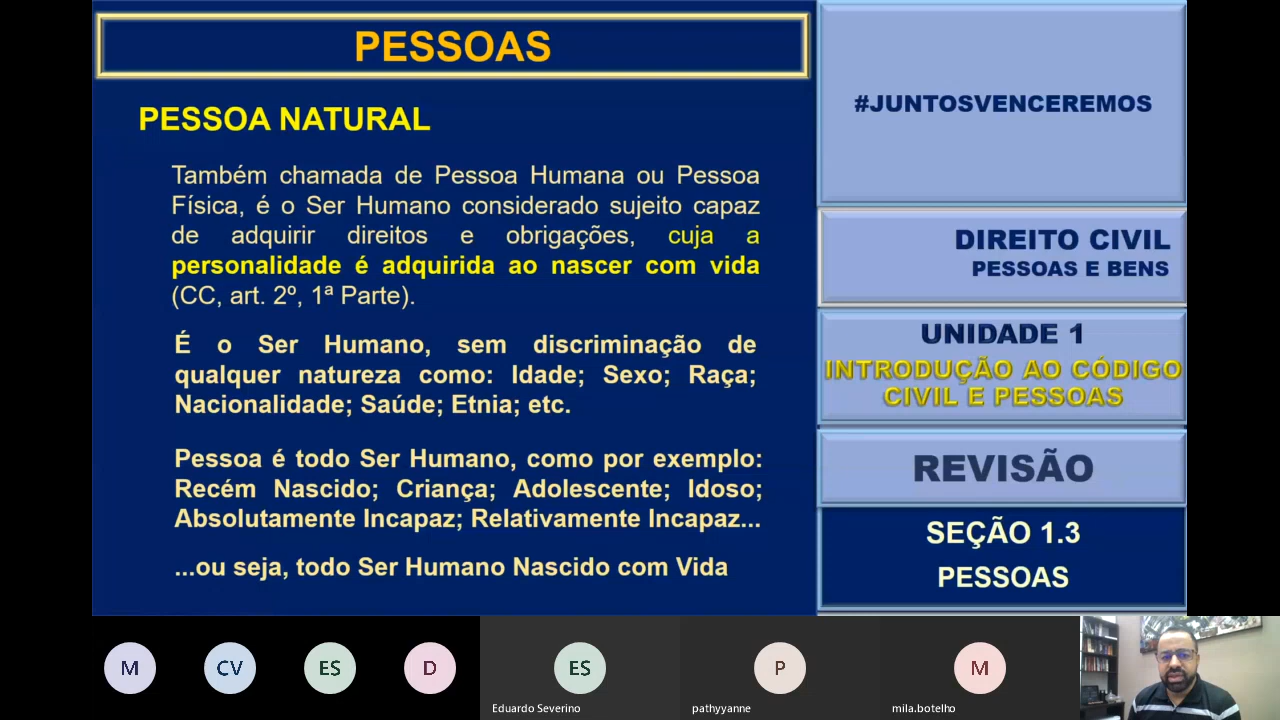 PESSOAS
PESSOA NATURAL
Também chamada de Pessoa Humana ou Pessoa
Física, é o Ser Humano considerado sujeito capaz
de adquirir direitos e obrigações, cuja a
personalidade é adquirida ao nascer com vida
(CC, art. 2º, 1ª Parte).
É o Ser Humano, sem discriminação de
qualquer natureza como: Idade; Sexo; Raça;
Nacionalidade; Saúde; Etnia; etc.
Pessoa é todo Ser Humano, como por exemplo:
Recém Nascido; Criança; Adolescente; Idoso;
Absolutamente Incapaz; Relativamente Incapaz...
...ou seja, todo Ser Humano Nascido com Vida
#JUNTOSVENCEREMOS
DIREITO CIVIL
PESSOAS E BENS
UNIDADE 1
INTRODUÇÃO AO CÓDIGO
CIVIL E PESSOAS
REVISÃO
SEÇÃO 1.3
PESSOAS
M
CV
ES
D
ES
Eduardo Severino
P
pathyyanne
M
mila.botelho